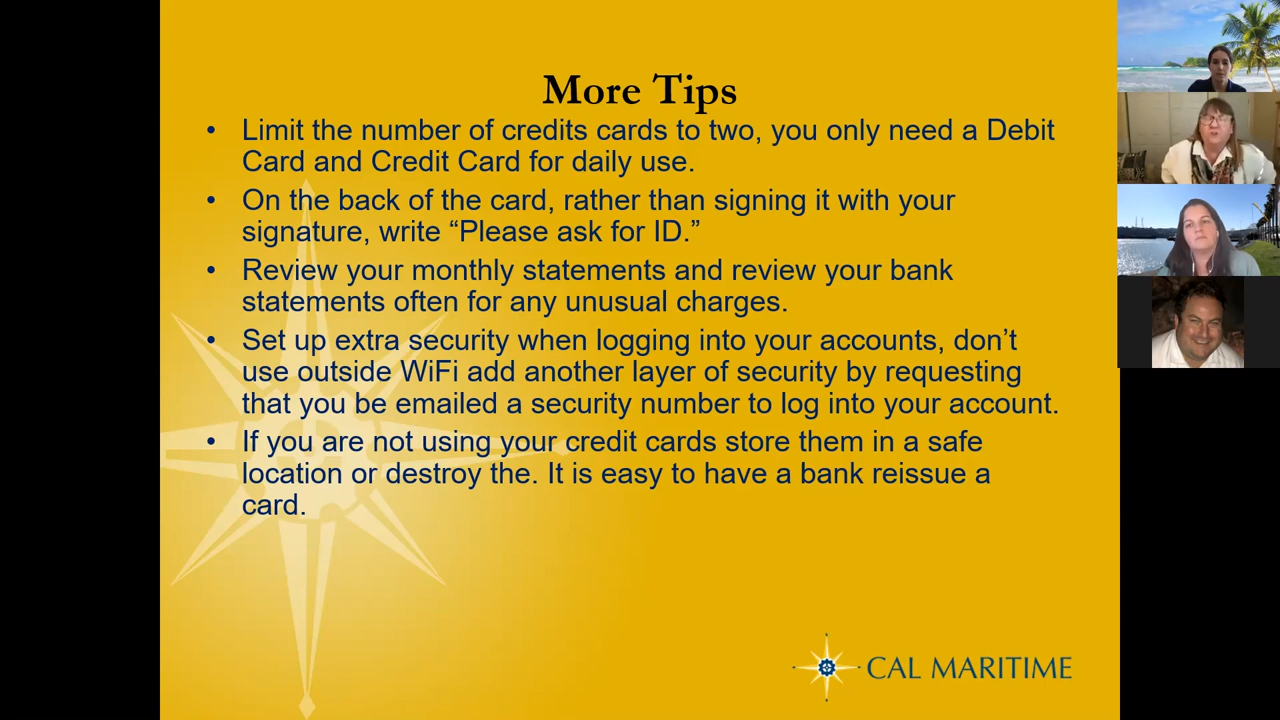 More Tips
• Limit the number of credits cards to two, you only need a Debit
Card and Credit Card for daily use.
• On the back of the card, rather than signing it with your
signature, write “Please ask for ID.”
• Review your monthly statements and review your bank
statements often for any unusual charges.
• Set up extra security when logging into your accounts, don’t
use outside WiFi add another layer of security by requesting
that you be emailed a security number to log into your account.
• If you are not using your credit cards store them in a safe
location or destroy the. It is easy to have a bank reissue a
card.
CAL MARITIME